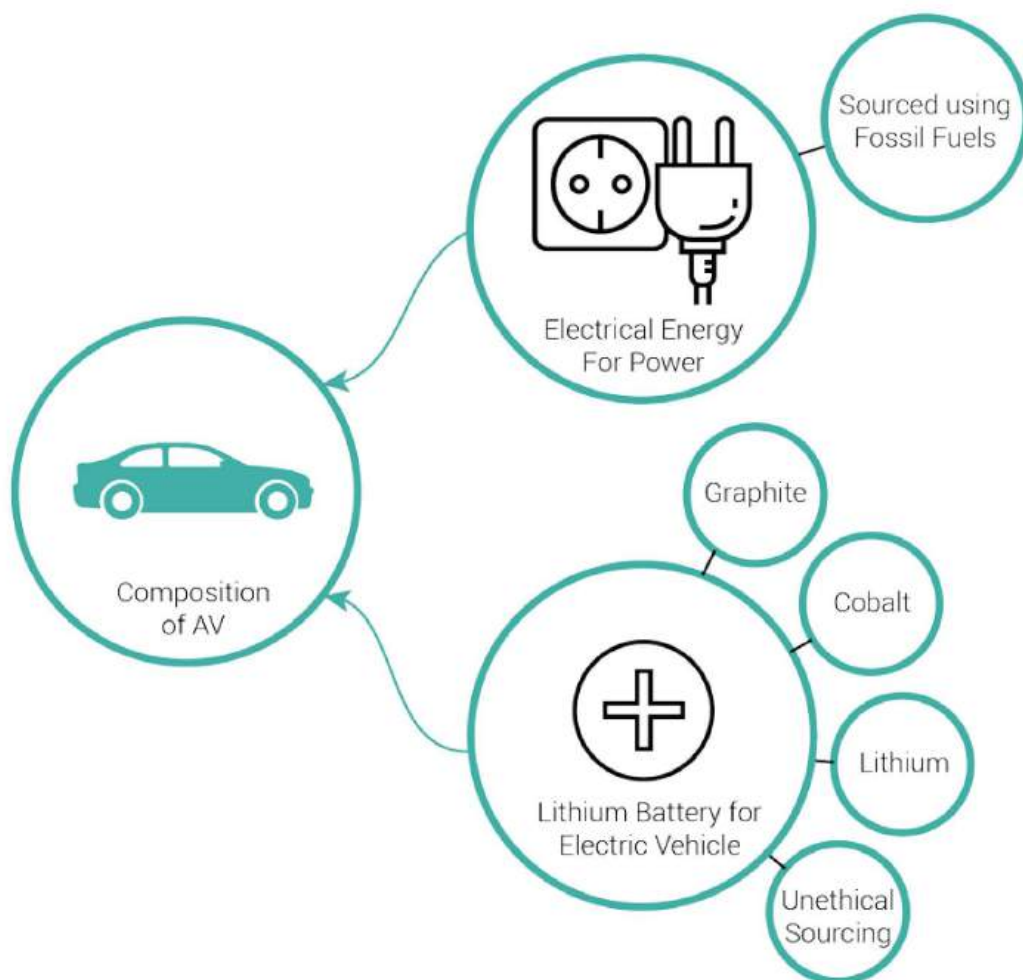 Sourced using
Fossil Fuels
Electrical Energy
For Power
Composition
of AV
Graphite
Cobalt
Lithium
Lithium Battery for
Electric Vehicle
Unethical
Sourcing